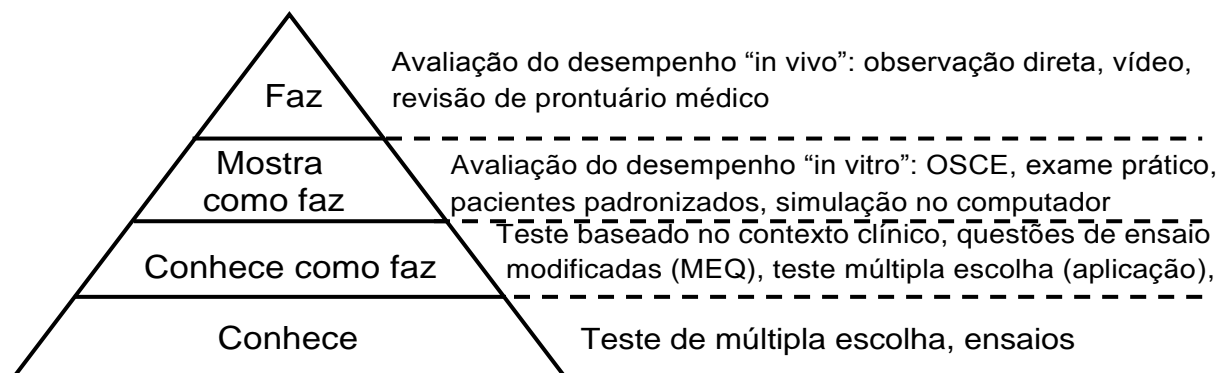 Faz
Avaliação do desempenho “in vivo”: observação direta, vídeo,
revisão de prontuário médico
Mostra
como faz
Avaliação do desempenho “in vitro”: OSCE, exame prático,
pacientes padronizados, simulação no computador
Conhece como faz
Teste baseado no contexto clínico, questões de ensaio
modificadas (MEQ), teste múltipla escolha (aplicação),
Conhece
Teste de múltipla escolha, ensaios